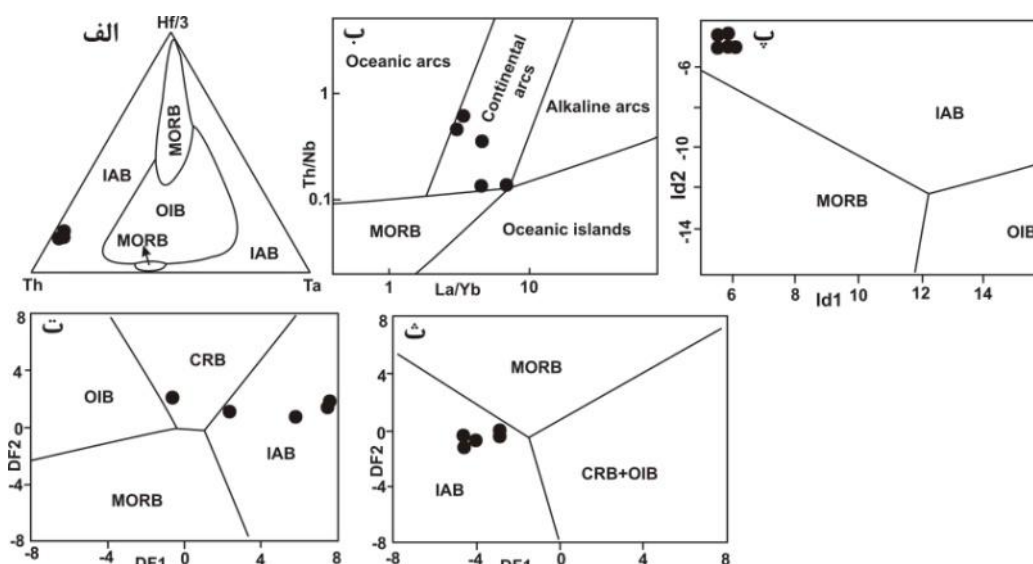 Hf/3
الف
MORB
IAB
OIB
MORB
IAB
Th
Ta
ب
Oceanic arcs
Continental arcs
Alkaline arcs
1
Th/Nb
0.1
MORB
Oceanic islands
1
La/Yb
10
پ
-6
IAB
-10
Id2
MORB
-14
OIB
6
8
Id1
10
12
14
ت
8
4
0
-4
-8
DF2
CRB
OIB
IAB
MORB
-8
-4
0
4
8
DF1
ث
8
4
0
-4
-8
DF2
MORB
IAB
CRB+OIB
-8
-4
0
4
8
DF1